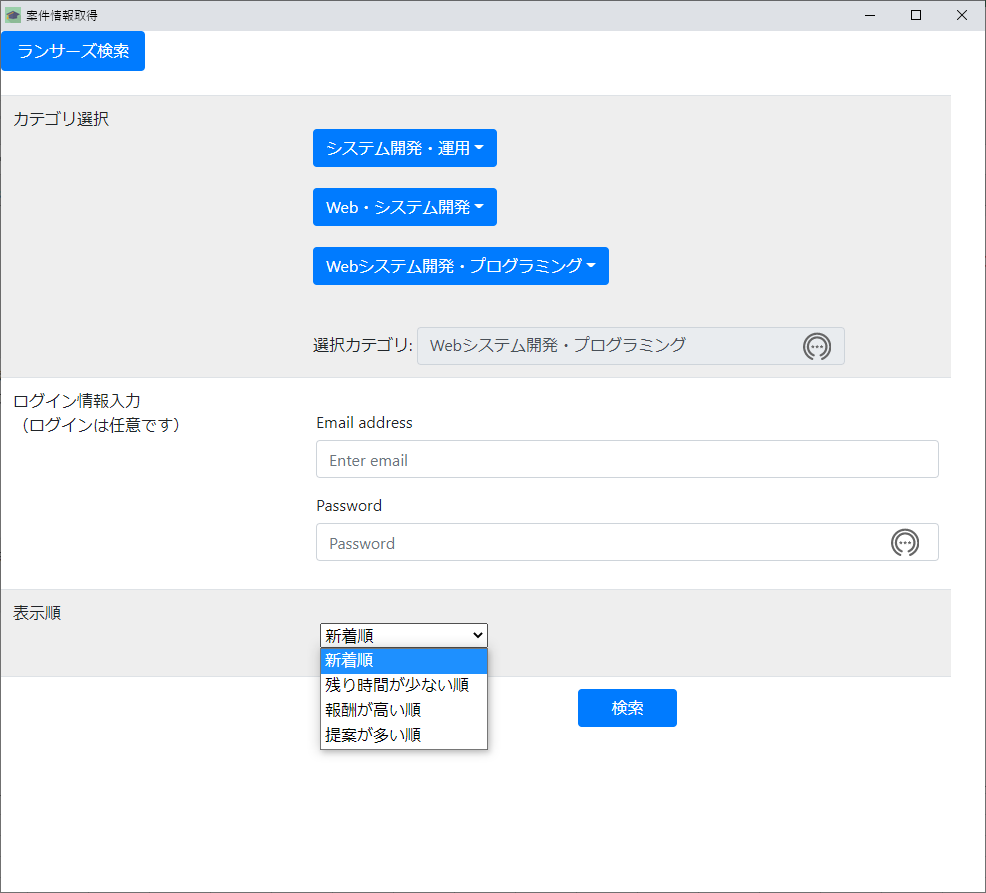 案件情報取得
ランサーズ検索
カテゴリ選択
システム開発・運用
Web・システム開発
Webシステム開発・プログラミング
選択カテゴリ: Webシステム開発・プログラミング
ログイン情報入力
（ログインは任意です）
Email address
Enter email
Password
Password
表示順
新着順
新着順
残り時間が少ない順
報酬が高い順
提案が多い順
検索